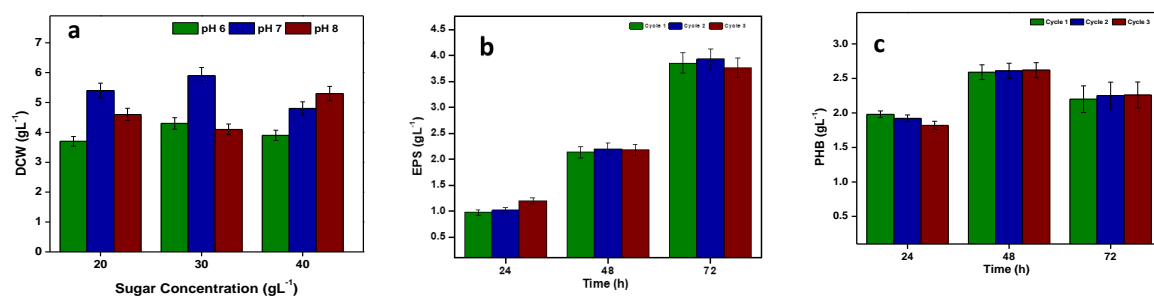 a
pH 6 pH 7 pH 8
7
6
5
4
3
2
1
0
DCW (gL-1)
20 30 40
Sugar Concentration (gL-1)
b
Cycle 1 Cycle 2 Cycle 3
4.5
4.0
3.5
3.0
2.5
2.0
1.5
1.0
0.5
EPS (gL-1)
24 48 72
Time (h)
c
Cycle 1 Cycle 2 Cycle 3
3.0
2.5
2.0
1.5
1.0
0.5
PHB (gL-1)
24 48 72
Time (h)